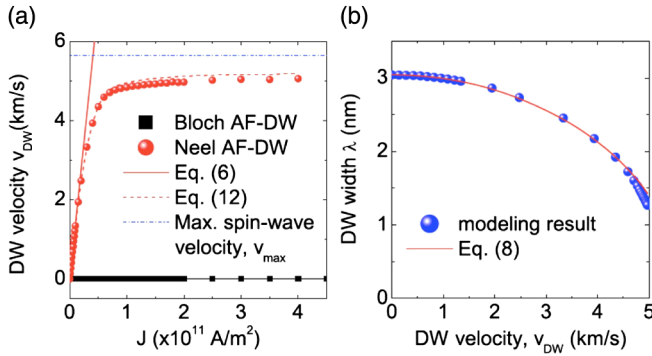 (a)
6
4
2
0
DW velocity v_DW(km/s)
Bloch AF-DW
Neel AF-DW
Eq. (6)
Eq. (12)
Max. spin-wave
velocity, v_max
0 1 2 3 4
J (x10^11 A/m^2)
(b)
4
3
2
1
0
DW width λ (nm)
modeling result
Eq. (8)
0 1 2 3 4 5
DW velocity, v_DW (km/s)